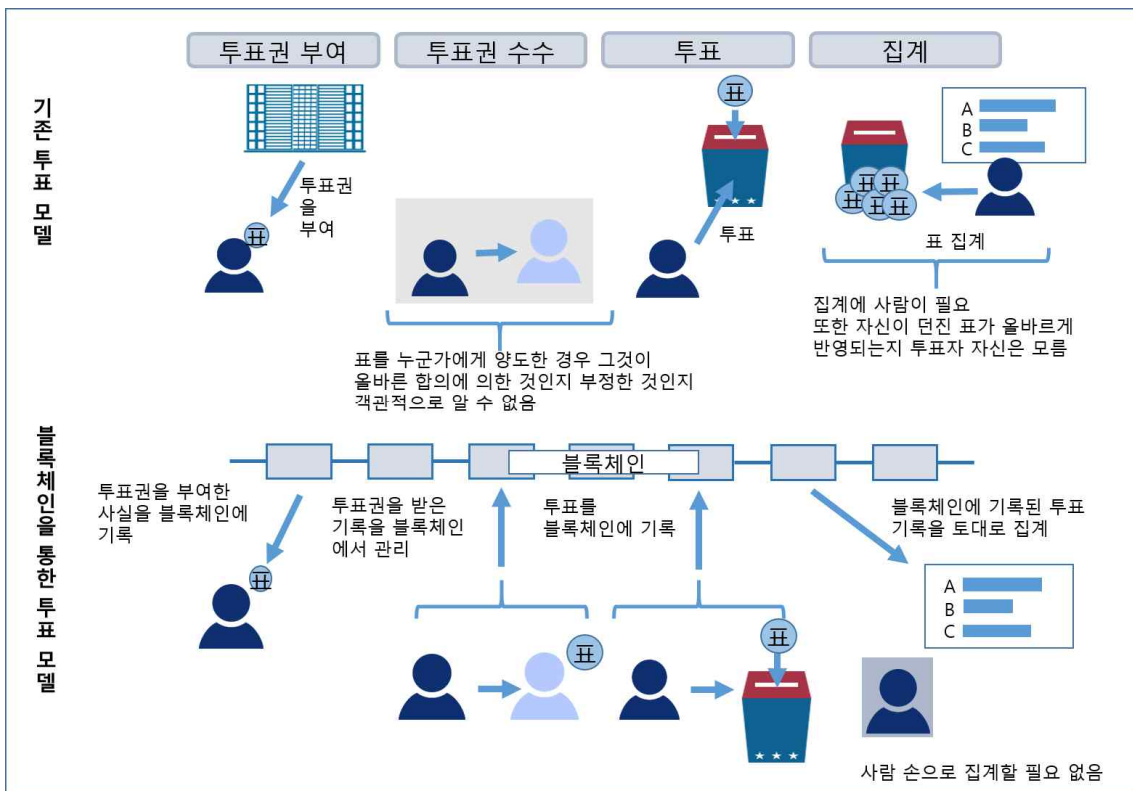 투표권 부여
투표권 수수
투표
집계
기존 투표 모델
투표권
을
부여
표
표
투표
표
표
표
표
표
A
B
C
표 집계
표를 누군가에게 양도한 경우 그것이
올바른 합의에 의한 것인지 부정한 것인지
객관적으로 알 수 없음
집계에 사람이 필요
또한 자신이 던진 표가 올바르게
반영되는지 투표자 자신은 모름
블록체인을 통한 투표 모델
블록체인
투표권을 부여한
사실을 블록체인에
기록
표
투표권을 받은
기록을 블록체인
에서 관리
표
투표를
블록체인에 기록
표
블록체인에 기록된 투표
기록을 토대로 집계
A
B
C
사람 손으로 집계할 필요 없음